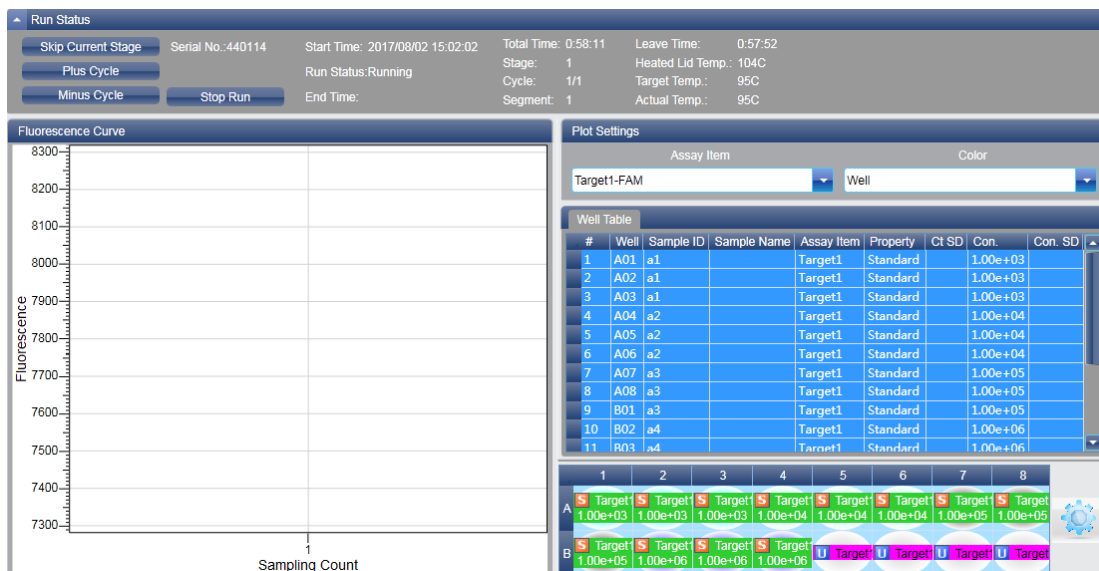 Run Status
Skip Current Stage Serial No.:440114 Start Time: 2017/08/02 15:02:02 Total Time: 0:58:11 Leave Time: 0:57:52
Plus Cycle Run Status:Running Stage: 1 Heated Lid Temp.: 104C
Cycle: 1/1 Target Temp.: 95C
Minus Cycle Stop Run End Time: Segment: 1 Actual Temp.: 95C
Fluorescence Curve
8300
8200
8100
8000
7900
7800
7700
7600
7500
7400
7300
Fluorescence
1
Sampling Count
Plot Settings
Assay Item Color
Target1-FAM Well
Well Table
# Well Sample ID Sample Name Assay Item Property Ct SD Con. Con. SD
1 A01 a1 Target1 Standard 1.00e+03
2 A02 a1 Target1 Standard 1.00e+03
3 A03 a1 Target1 Standard 1.00e+03
4 A04 a2 Target1 Standard 1.00e+04
5 A05 a2 Target1 Standard 1.00e+04
6 A06 a2 Target1 Standard 1.00e+04
7 A07 a3 Target1 Standard 1.00e+05
8 A08 a3 Target1 Standard 1.00e+05
9 B01 a3 Target1 Standard 1.00e+05
10 B02 a4 Target1 Standard 1.00e+06
11 B03 a4 Target1 Standard 1.00e+06
1 2 3 4 5 6 7 8
A
S Target1 S Target1 S Target1 S Target1 S Target1 S Target1 S Target1 S Target
1.00e+03 1.00e+03 1.00e+03 1.00e+04 1.00e+04 1.00e+04 1.00e+05 1.00e+05
B
S Target1 S Target1 S Target1 S Target U Target1 U Target1 U Target1 U Target
1.00e+05 1.00e+06 1.00e+06 1.00e+06